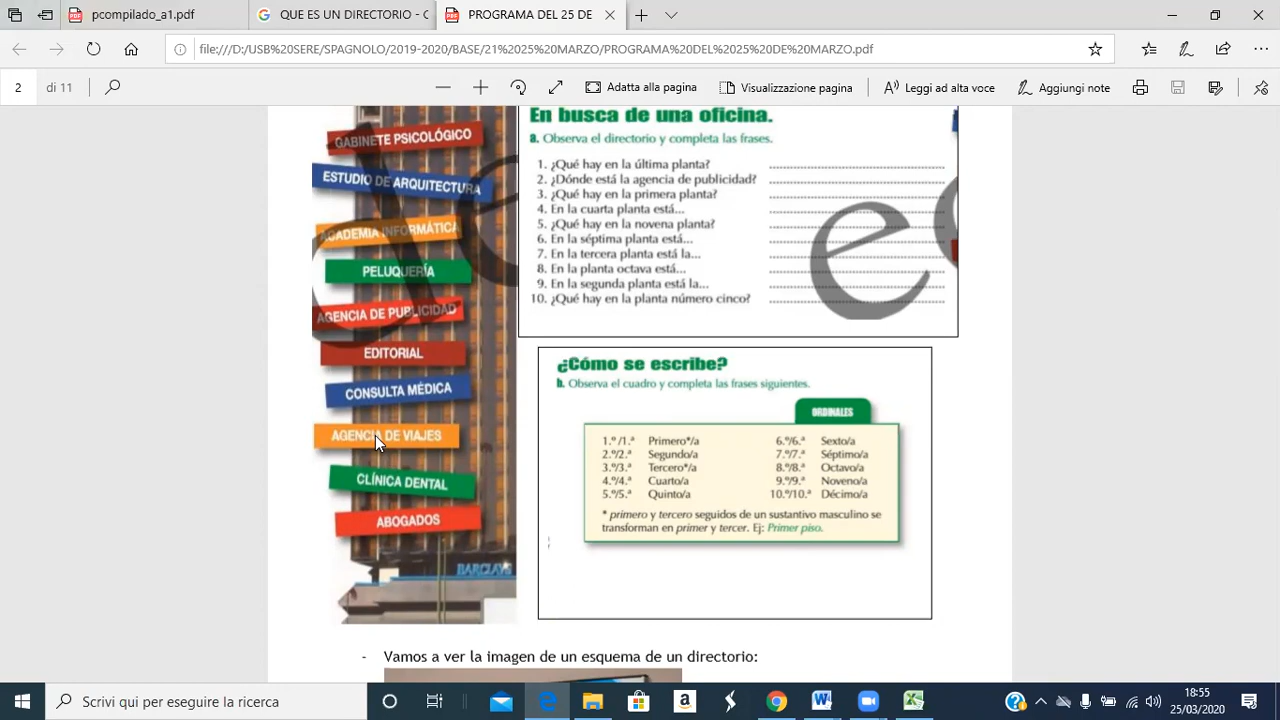 pcompilado_a1.pdf
QUE ES UN DIRECTORIO - C
PROGRAMA DEL 25 DE
file:///D:/USB%20SERE/SPAGNOLO/2019-2020/BASE/21%2025%20MARZO/PROGRAMA%20DEL%2025%20DE%20MARZO.pdf
2 di 11
Adatta alla pagina
Visualizzazione pagina
Leggi ad alta voce
Aggiungi note
GABINETE PSICOLÓGICO
ESTUDIO DE ARQUITECTURA
ACADEMIA INFORMÁTICA
PELUQUERÍA
AGENCIA DE PUBLICIDAD
EDITORIAL
CONSULTA MÉDICA
AGENCIA DE VIAJES
CLÍNICA DENTAL
ABOGADOS
BARCLAYS
En busca de una oficina.
a. Observa el directorio y completa las frases.
1. ¿Qué hay en la última planta?
2. ¿Dónde está la agencia de publicidad?
3. ¿Qué hay en la primera planta?
4. En la cuarta planta está...
5. ¿Qué hay en la novena planta?
6. En la séptima planta está...
7. En la tercera planta está la...
8. En la planta octava está...
9. En la segunda planta está la...
10. ¿Qué hay en la planta número cinco?
¿Cómo se escribe?
b. Observa el cuadro y completa las frases siguientes.
ORDINALES
1.º/1.ª Primero*/a 6.º/6.ª Sexto/a
2.º/2.ª Segundo/a 7.º/7.ª Séptimo/a
3.º/3.ª Tercero*/a 8.º/8.ª Octavo/a
4.º/4.ª Cuarto/a 9.º/9.ª Noveno/a
5.º/5.ª Quinto/a 10.º/10.ª Décimo/a
* primero y tercero seguidos de un sustantivo masculino se
transforman en primer y tercer. Ej: Primer piso.
- Vamos a ver la imagen de un esquema de un directorio:
Scrivi qui per eseguire la ricerca
18:55
25/03/2020